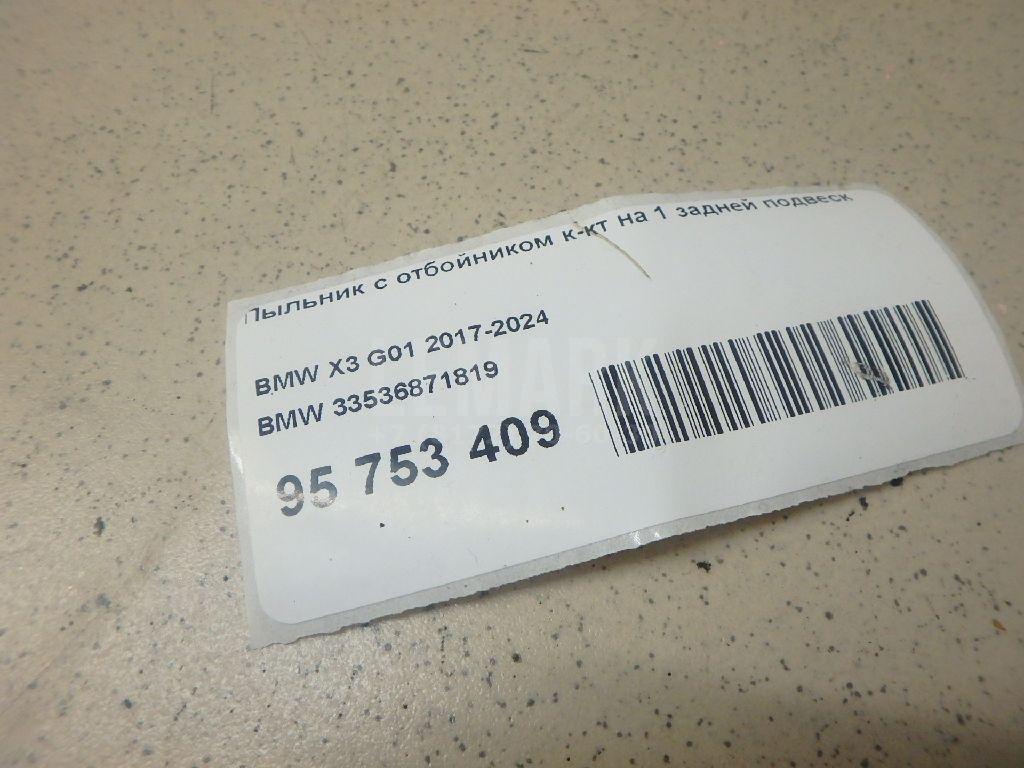 Пыльник с отбойником к-кт на 1 задней подвеск
BMW X3 G01 2017-2024
BMW 33536871819
95 753 409